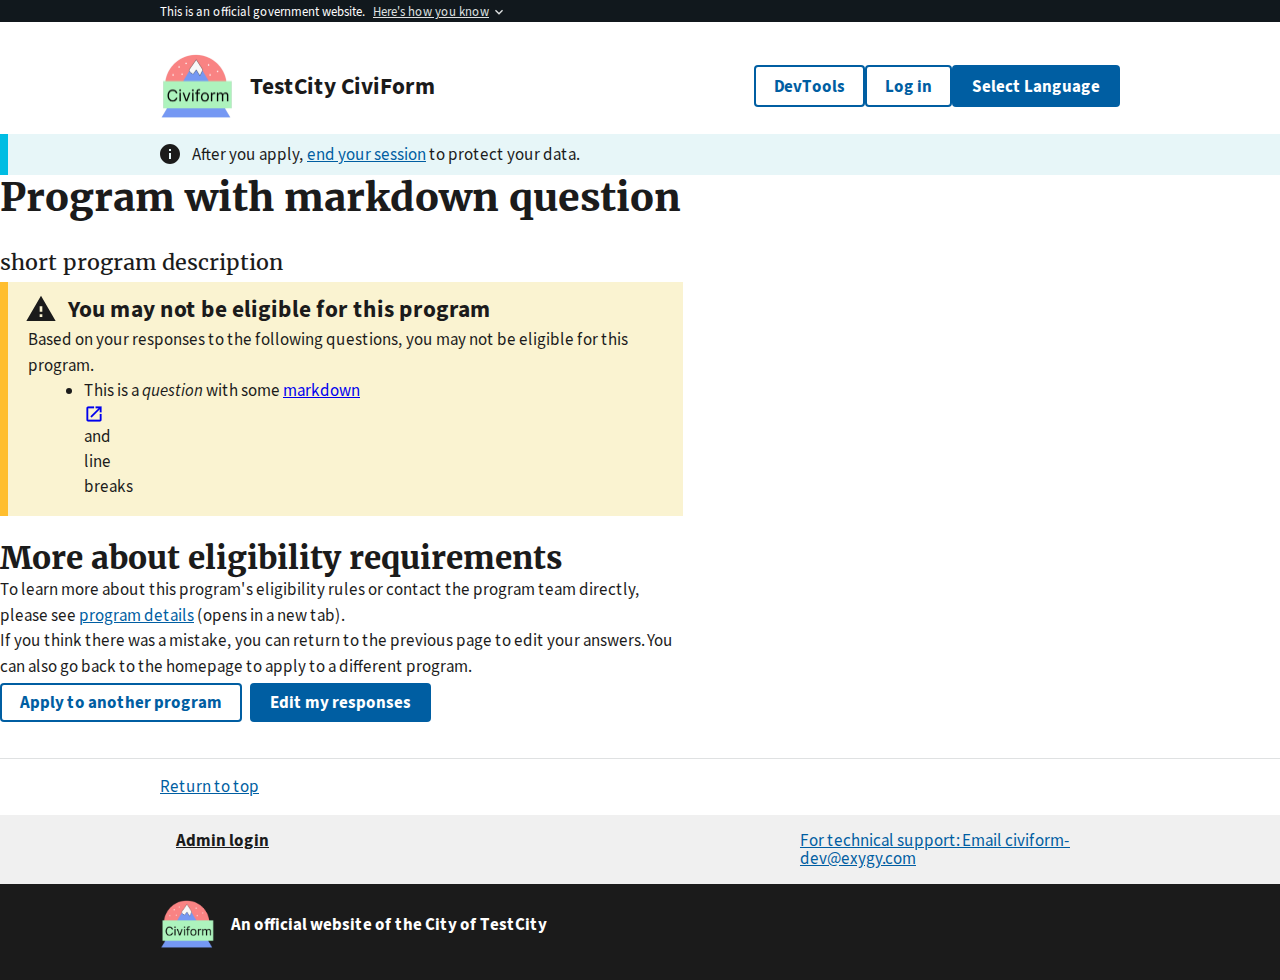 This is an official government website. Here's how you know
Civiform
TestCity CiviForm
DevTools
Log in
Select Language
After you apply, end your session to protect your data.
Program with markdown question
short program description
You may not be eligible for this program
Based on your responses to the following questions, you may not be eligible for this
program.
This is a question with some markdown
and
line
breaks
More about eligibility requirements
To learn more about this program's eligibility rules or contact the program team directly,
please see program details (opens in a new tab).
If you think there was a mistake, you can return to the previous page to edit your answers. You
can also go back to the homepage to apply to a different program.
Apply to another program
Edit my responses
Return to top
Admin login
For technical support: Email civiform-
dev@exygy.com
Civiform
An official website of the City of TestCity